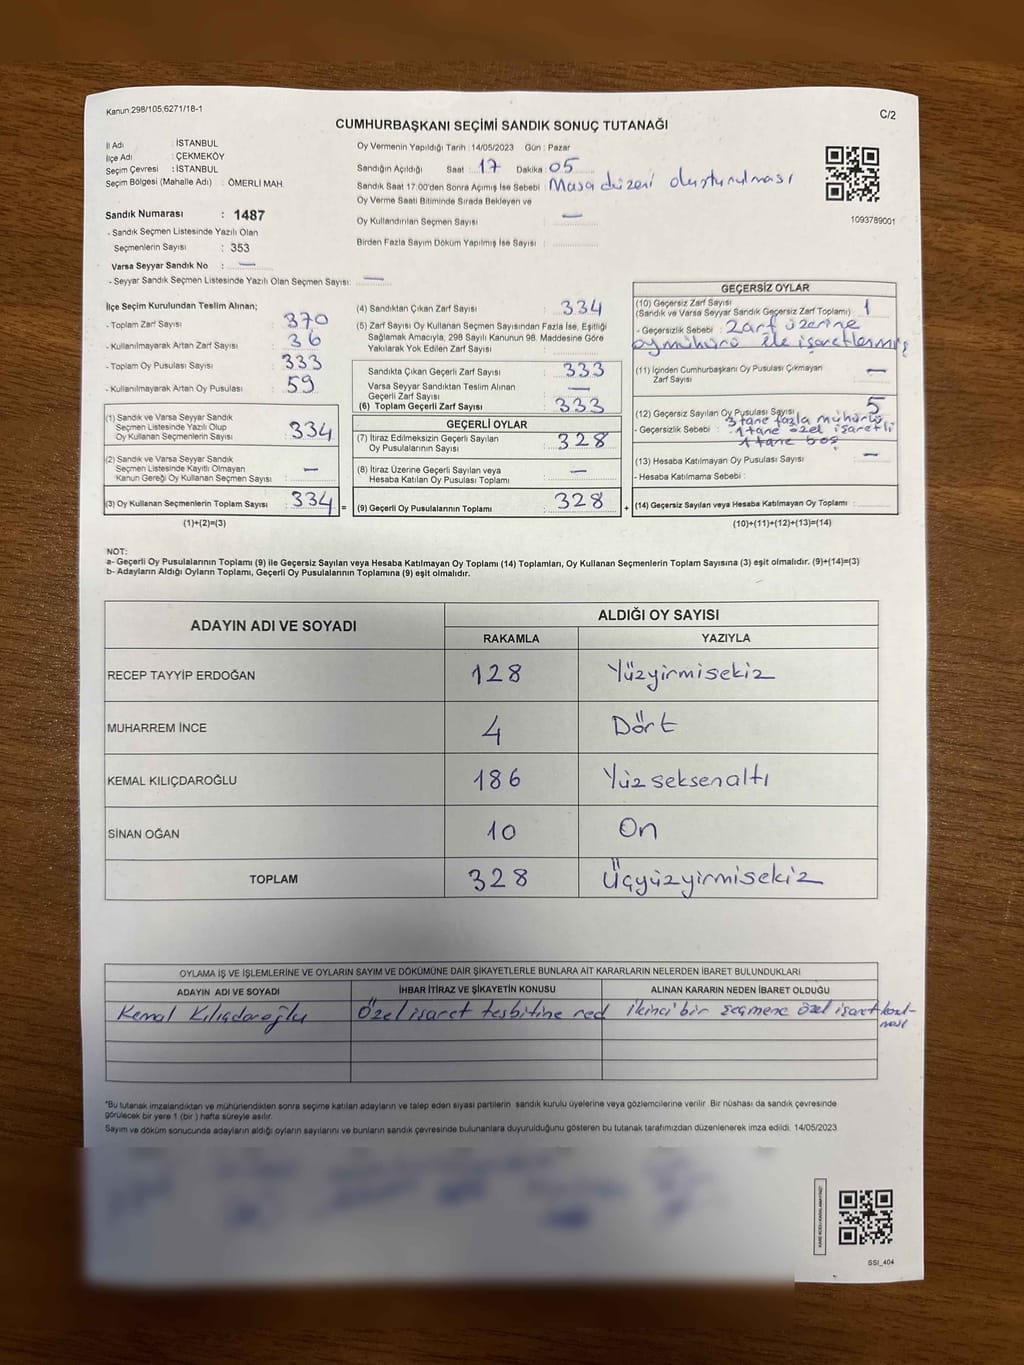 Kanun:298/105,6271/18-1
C/2
CUMHURBAŞKANI SEÇİMİ SANDIK SONUÇ TUTANAĞI
İl Adı : İSTANBUL
İlçe Adı : ÇEKMEKÖY
Seçim Çevresi : İSTANBUL
Seçim Bölgesi (Mahalle Adı) : ÖMERLİ MAH.
Sandık Numarası : 1487
- Sandık Seçmen Listesinde Yazılı Olan
Seçmenlerin Sayısı : 353
Varsa Seyyar Sandık No : —
- Seyyar Sandık Seçmen Listesinde Yazılı Olan Seçmen Sayısı: —
Oy Vermenin Yapıldığı Tarih : 14/05/2023 Gün : Pazar
Sandığın Açıldığı Saat : 17 Dakika : 05
Sandık Saat 17:00'den Sonra Açımış İse Sebebi : Masa düzeni oluşturulması
Oy Verme Saati Bitiminde Sırada Bekleyen ve
Oy Kullandırılan Seçmen Sayısı : —
Birden Fazla Sayım Döküm Yapılmış İse Sayısı :
1093789001
İlçe Seçim Kurulundan Teslim Alınan;
- Toplam Zarf Sayısı : 370
- Kullanılmayarak Artan Zarf Sayısı : 36
- Toplam Oy Pusulası Sayısı : 333
- Kullanılmayarak Artan Oy Pusulası : 59
(1) Sandık ve Varsa Seyyar Sandık
Seçmen Listesinde Yazılı Olup
Oy Kullanan Seçmenlerin Sayısı : 334
(2) Sandık ve Varsa Seyyar Sandık
Seçmen Listesinde Kayıtlı Olmayan
Kanun Gereği Oy Kullanan Seçmen Sayısı : —
(3) Oy Kullanan Seçmenlerin Toplam Sayısı : 334 =
(1)+(2)=(3)
(4) Sandıktan Çıkan Zarf Sayısı : 334
(5) Zarf Sayısı Oy Kullanan Seçmen Sayısından Fazla İse, Eşitliği
Sağlamak Amacıyla, 298 Sayılı Kanunun 98. Maddesine Göre
Yakılarak Yok Edilen Zarf Sayısı :
Sandıkta Çıkan Geçerli Zarf Sayısı : 333
Varsa Seyyar Sandıktan Teslim Alınan
Geçerli Zarf Sayısı : —
(6) Toplam Geçerli Zarf Sayısı : 333
GEÇERLİ OYLAR
(7) İtiraz Edilmeksizin Geçerli Sayılan
Oy Pusulalarının Sayısı : 328
(8) İtiraz Üzerine Geçerli Sayılan veya
Hesaba Katılan Oy Pusulası Toplamı : —
(9) Geçerli Oy Pusulalarının Toplamı : 328 +
GEÇERSİZ OYLAR
(10) Geçersiz Zarf Sayısı : 1
(Sandık ve Varsa Seyyar Sandık Geçersiz Zarf Toplamı)
- Geçersizlik Sebebi : Zarf üzerine
oy mührü ile işaretlenmiş
(11) İçinden Cumhurbaşkanı Oy Pusulası Çıkmayan
Zarf Sayısı : —
(12) Geçersiz Sayılan Oy Pusulası Sayısı : 5
3 tane fazla mühürlü
- Geçersizlik Sebebi : 1 tane özel işaretli
1 tane boş
(13) Hesaba Katılmayan Oy Pusulası Sayısı : —
- Hesaba Katılmama Sebebi :
(14) Geçersiz Sayılan veya Hesaba Katılmayan Oy Toplamı :
(10)+(11)+(12)+(13)=(14)
NOT:
a- Geçerli Oy Pusulalarının Toplamı (9) ile Geçersiz Sayılan veya Hesaba Katılmayan Oy Toplamı (14) Toplamları, Oy Kullanan Seçmenlerin Toplam Sayısına (3) eşit olmalıdır. (9)+(14)=(3)
b- Adayların Aldığı Oyların Toplamı, Geçerli Oy Pusulalarının Toplamına (9) eşit olmalıdır.
ADAYIN ADI VE SOYADI
ALDIĞI OY SAYISI
RAKAMLA YAZIYLA
RECEP TAYYİP ERDOĞAN 128 Yüzyirmisekiz
MUHARREM İNCE 4 Dört
KEMAL KILIÇDAROĞLU 186 Yüz seksenaltı
SİNAN OĞAN 10 On
TOPLAM 328 Üçyüzyirmisekiz
OYLAMA İŞ VE İŞLEMLERİNE VE OYLARIN SAYIM VE DÖKÜMÜNE DAİR ŞİKAYETLERLE BUNLARA AİT KARARLARIN NELERDEN İBARET BULUNDUKLARI
ADAYIN ADI VE SOYADI İHBAR İTİRAZ VE ŞİKAYETİN KONUSU ALINAN KARARIN NEDEN İBARET OLDUĞU
Kemal Kılıçdaroğlu Özel işaret tesbitine red ikinci bir seçmene özel işaret
*Bu tutanak imzalandıktan ve mühürlendikten sonra seçime katılan adayların ve talep eden siyasi partilerin sandık kurulu üyelerine veya gözlemcilerine verilir. Bir nüshası da sandık çevresinde
görülecek bir yere 1 (bir ) hafta süreyle asılır.
Sayım ve döküm sonucunda adayların aldığı oyların sayılarını ve bunların sandık çevresinde bulunanlara duyurulduğunu gösteren bu tutanak tarafımızdan düzenlenerek imza edildi. 14/05/2023
SSI_404